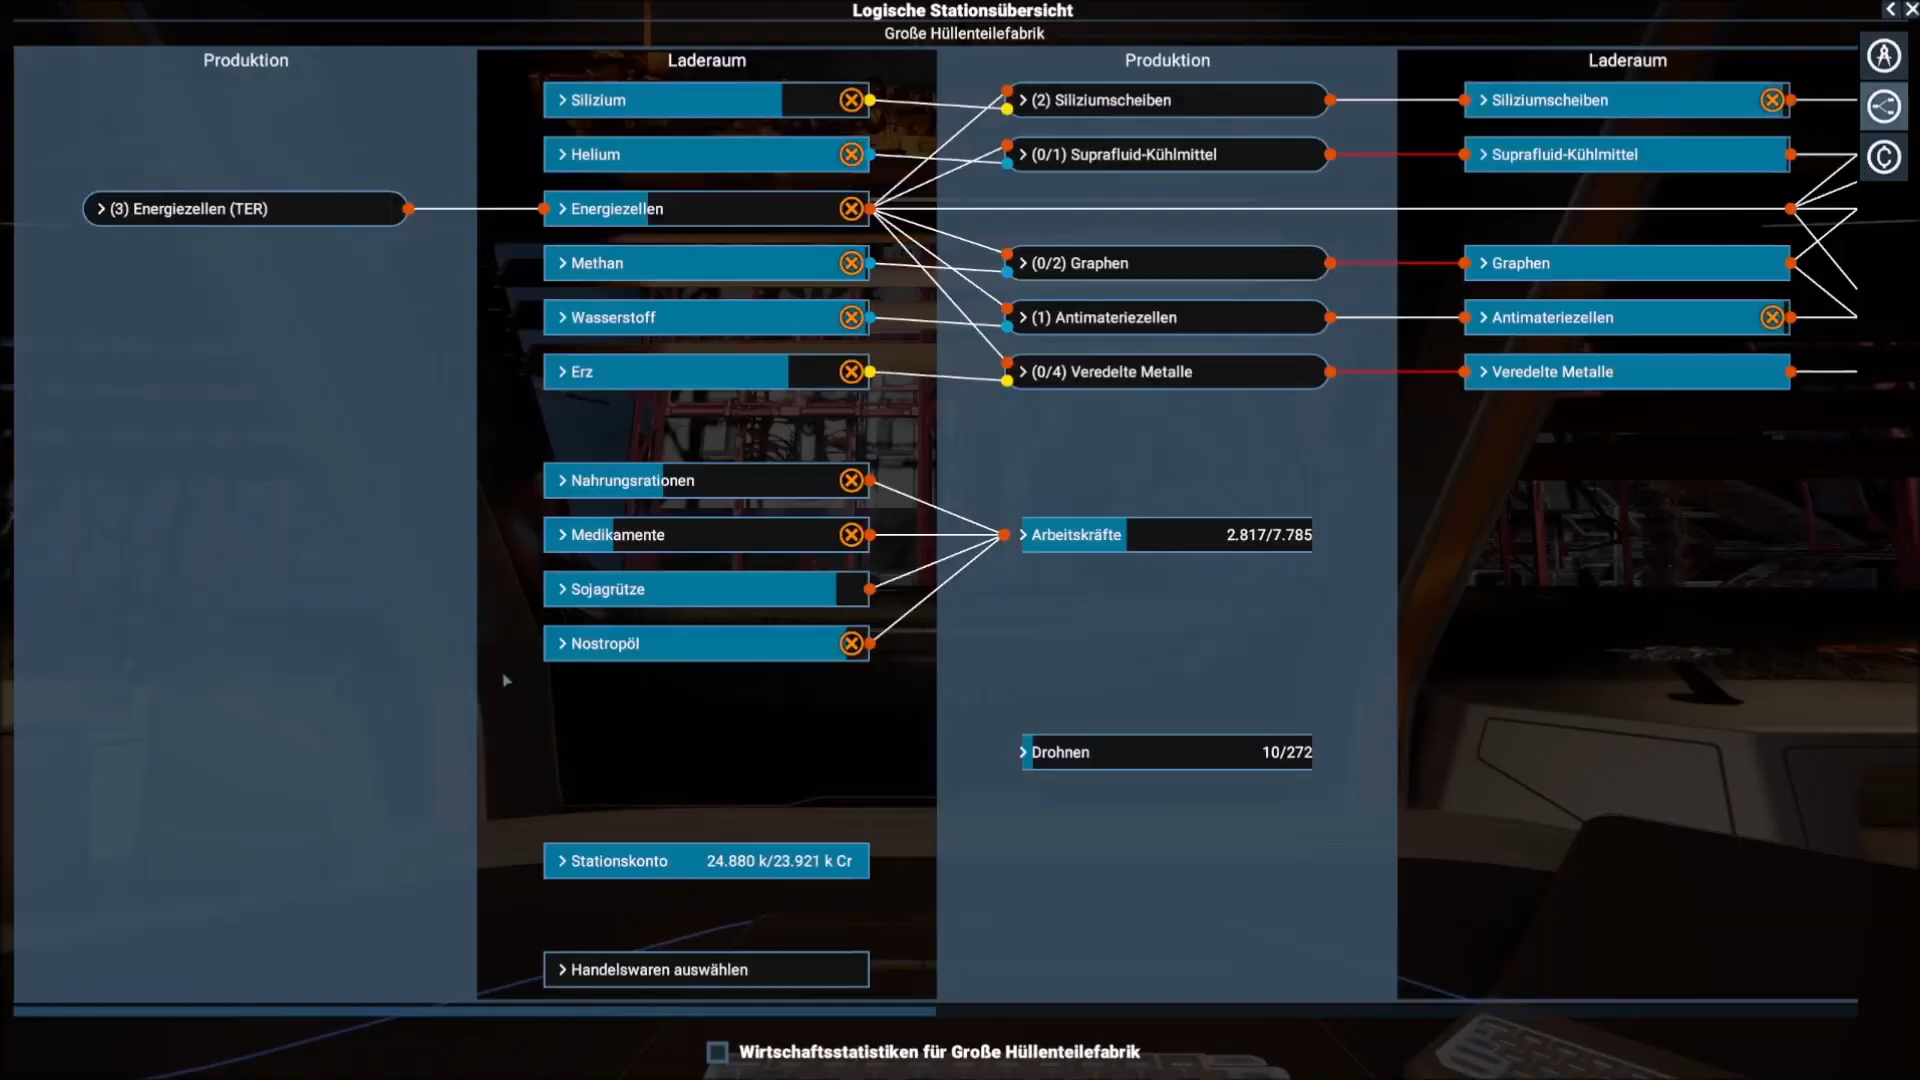 Logische Stationsübersicht
Große Hüllenteilefabrik
Produktion
Laderaum
Produktion
Laderaum
Silizium
(2) Siliziumscheiben
Siliziumscheiben
Helium
(0/1) Suprafluid-Kühlmittel
Suprafluid-Kühlmittel
(3) Energiezellen (TER)
Energiezellen
Methan
(0/2) Graphen
Graphen
Wasserstoff
(1) Antimateriezellen
Antimateriezellen
Erz
(0/4) Veredelte Metalle
Veredelte Metalle
Nahrungsrationen
Medikamente
Arbeitskräfte 2.817/7.785
Sojagrütze
Nostropöl
Drohnen 10/272
Stationskonto 24.880 k/23.921 k Cr
Handelswaren auswählen
Wirtschaftsstatistiken für Große Hüllenteilefabrik